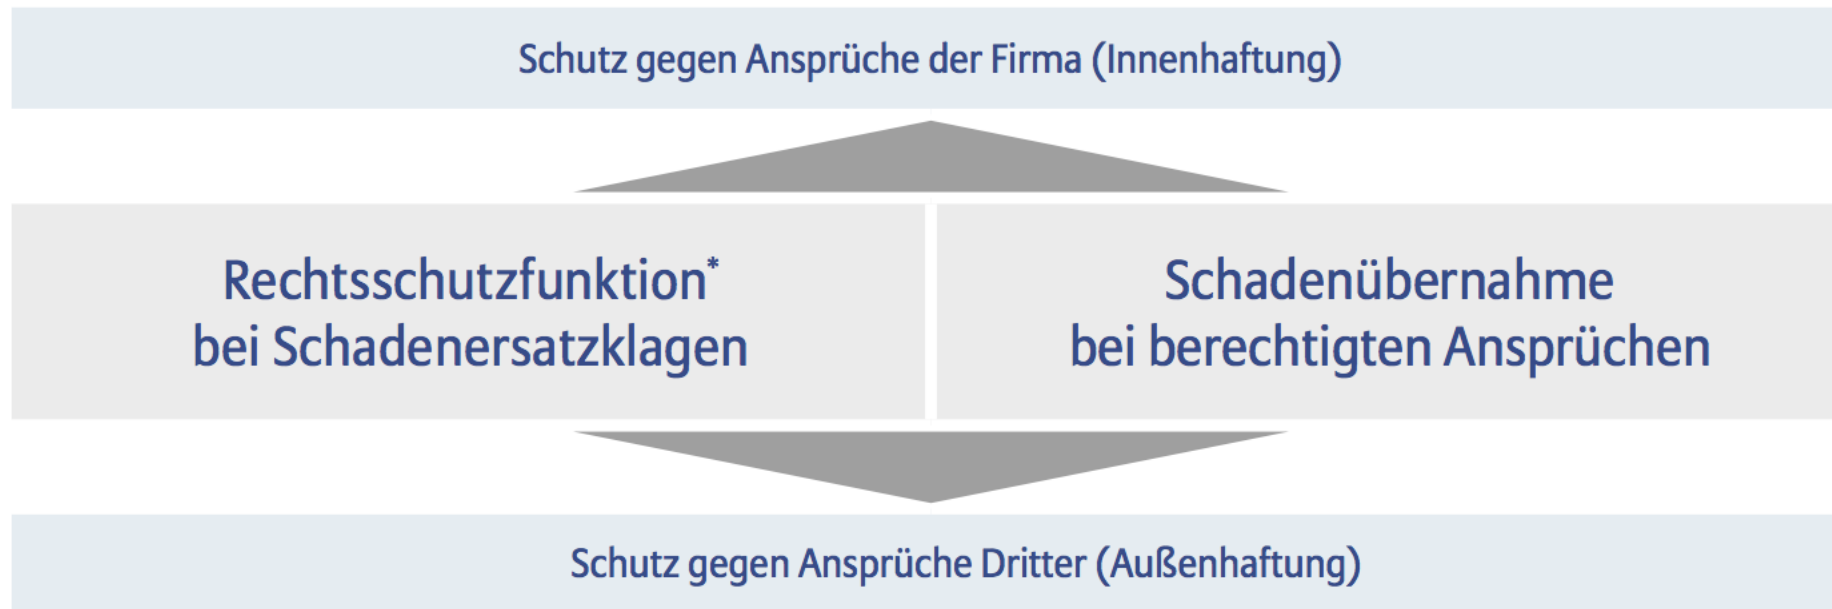 Schutz gegen Ansprüche der Firma (Innenhaftung)
Rechtsschutzfunktion*
bei Schadenersatzklagen
Schadenübernahme
bei berechtigten Ansprüchen
Schutz gegen Ansprüche Dritter (Außenhaftung)